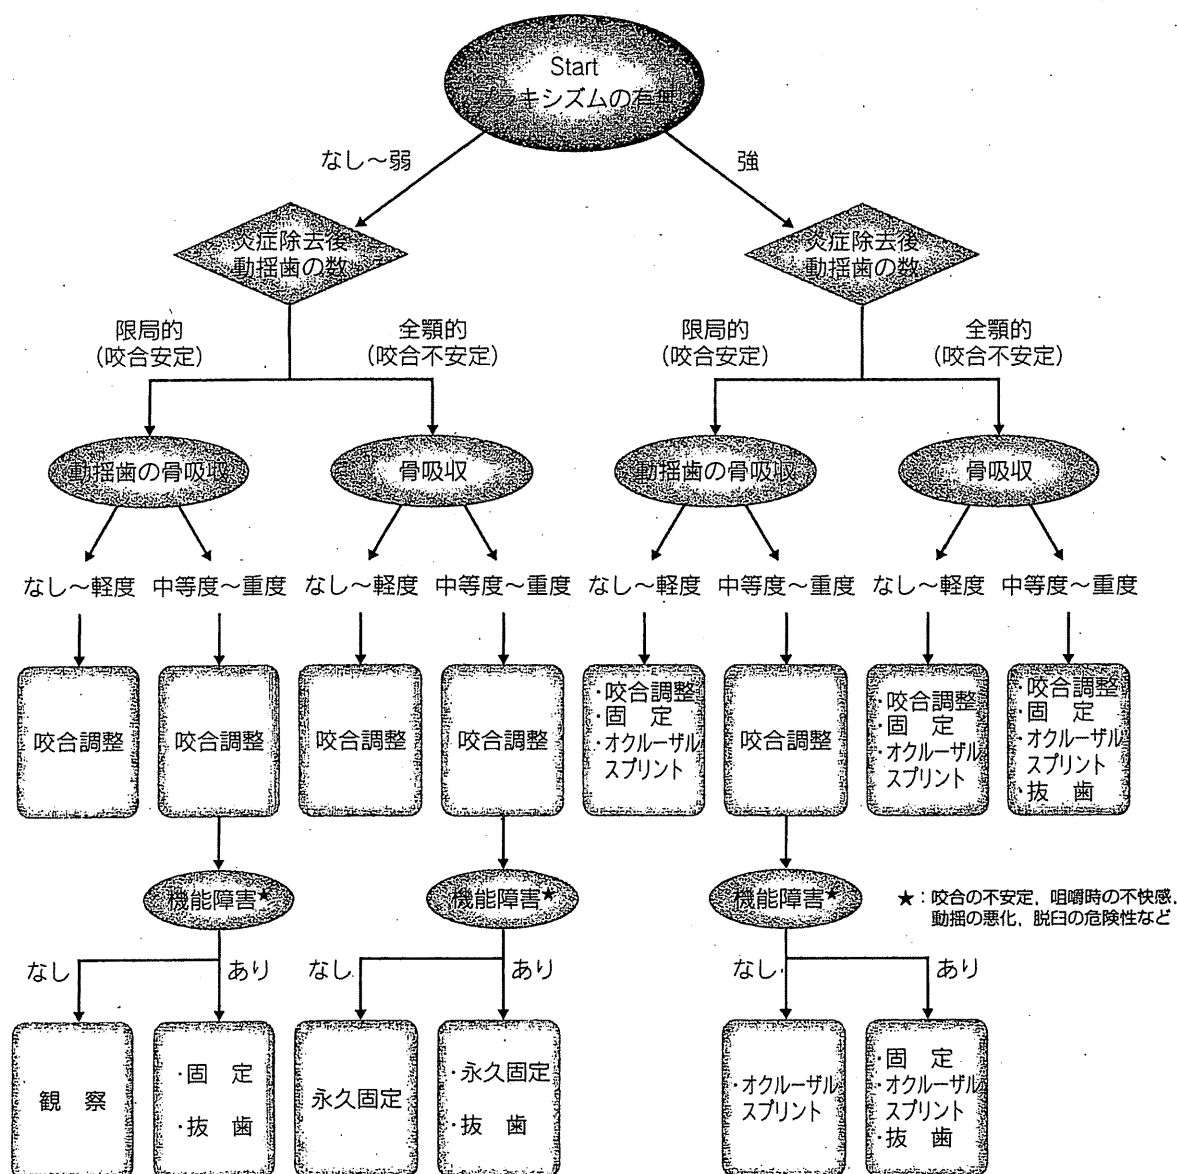 Start
ブラキシズムの有無
なし〜弱
強
炎症除去後
動揺歯の数
炎症除去後
動揺歯の数
限局的
(咬合安定)
全顎的
(咬合不安定)
限局的
(咬合安定)
全顎的
(咬合不安定)
動揺歯の骨吸収
骨吸収
動揺歯の骨吸収
骨吸収
なし〜軽度
中等度〜重度
なし〜軽度
中等度〜重度
なし〜軽度
中等度〜重度
なし〜軽度
中等度〜重度
咬合調整
咬合調整
咬合調整
咬合調整
・咬合調整
・固 定
・オクルーザル
スプリント
咬合調整
・咬合調整
・固 定
・オクルーザル
スプリント
・咬合調整
・固 定
・オクルーザル
スプリント
・抜 歯
機能障害★
機能障害★
機能障害★
★：咬合の不安定，咀嚼時の不快感，
動揺の悪化，脱臼の危険性など
なし
あり
なし
あり
なし
あり
観 察
・固 定
・抜 歯
永久固定
・永久固定
・抜 歯
・オクルーザル
スプリント
・固 定
・オクルーザル
スプリント
・抜 歯